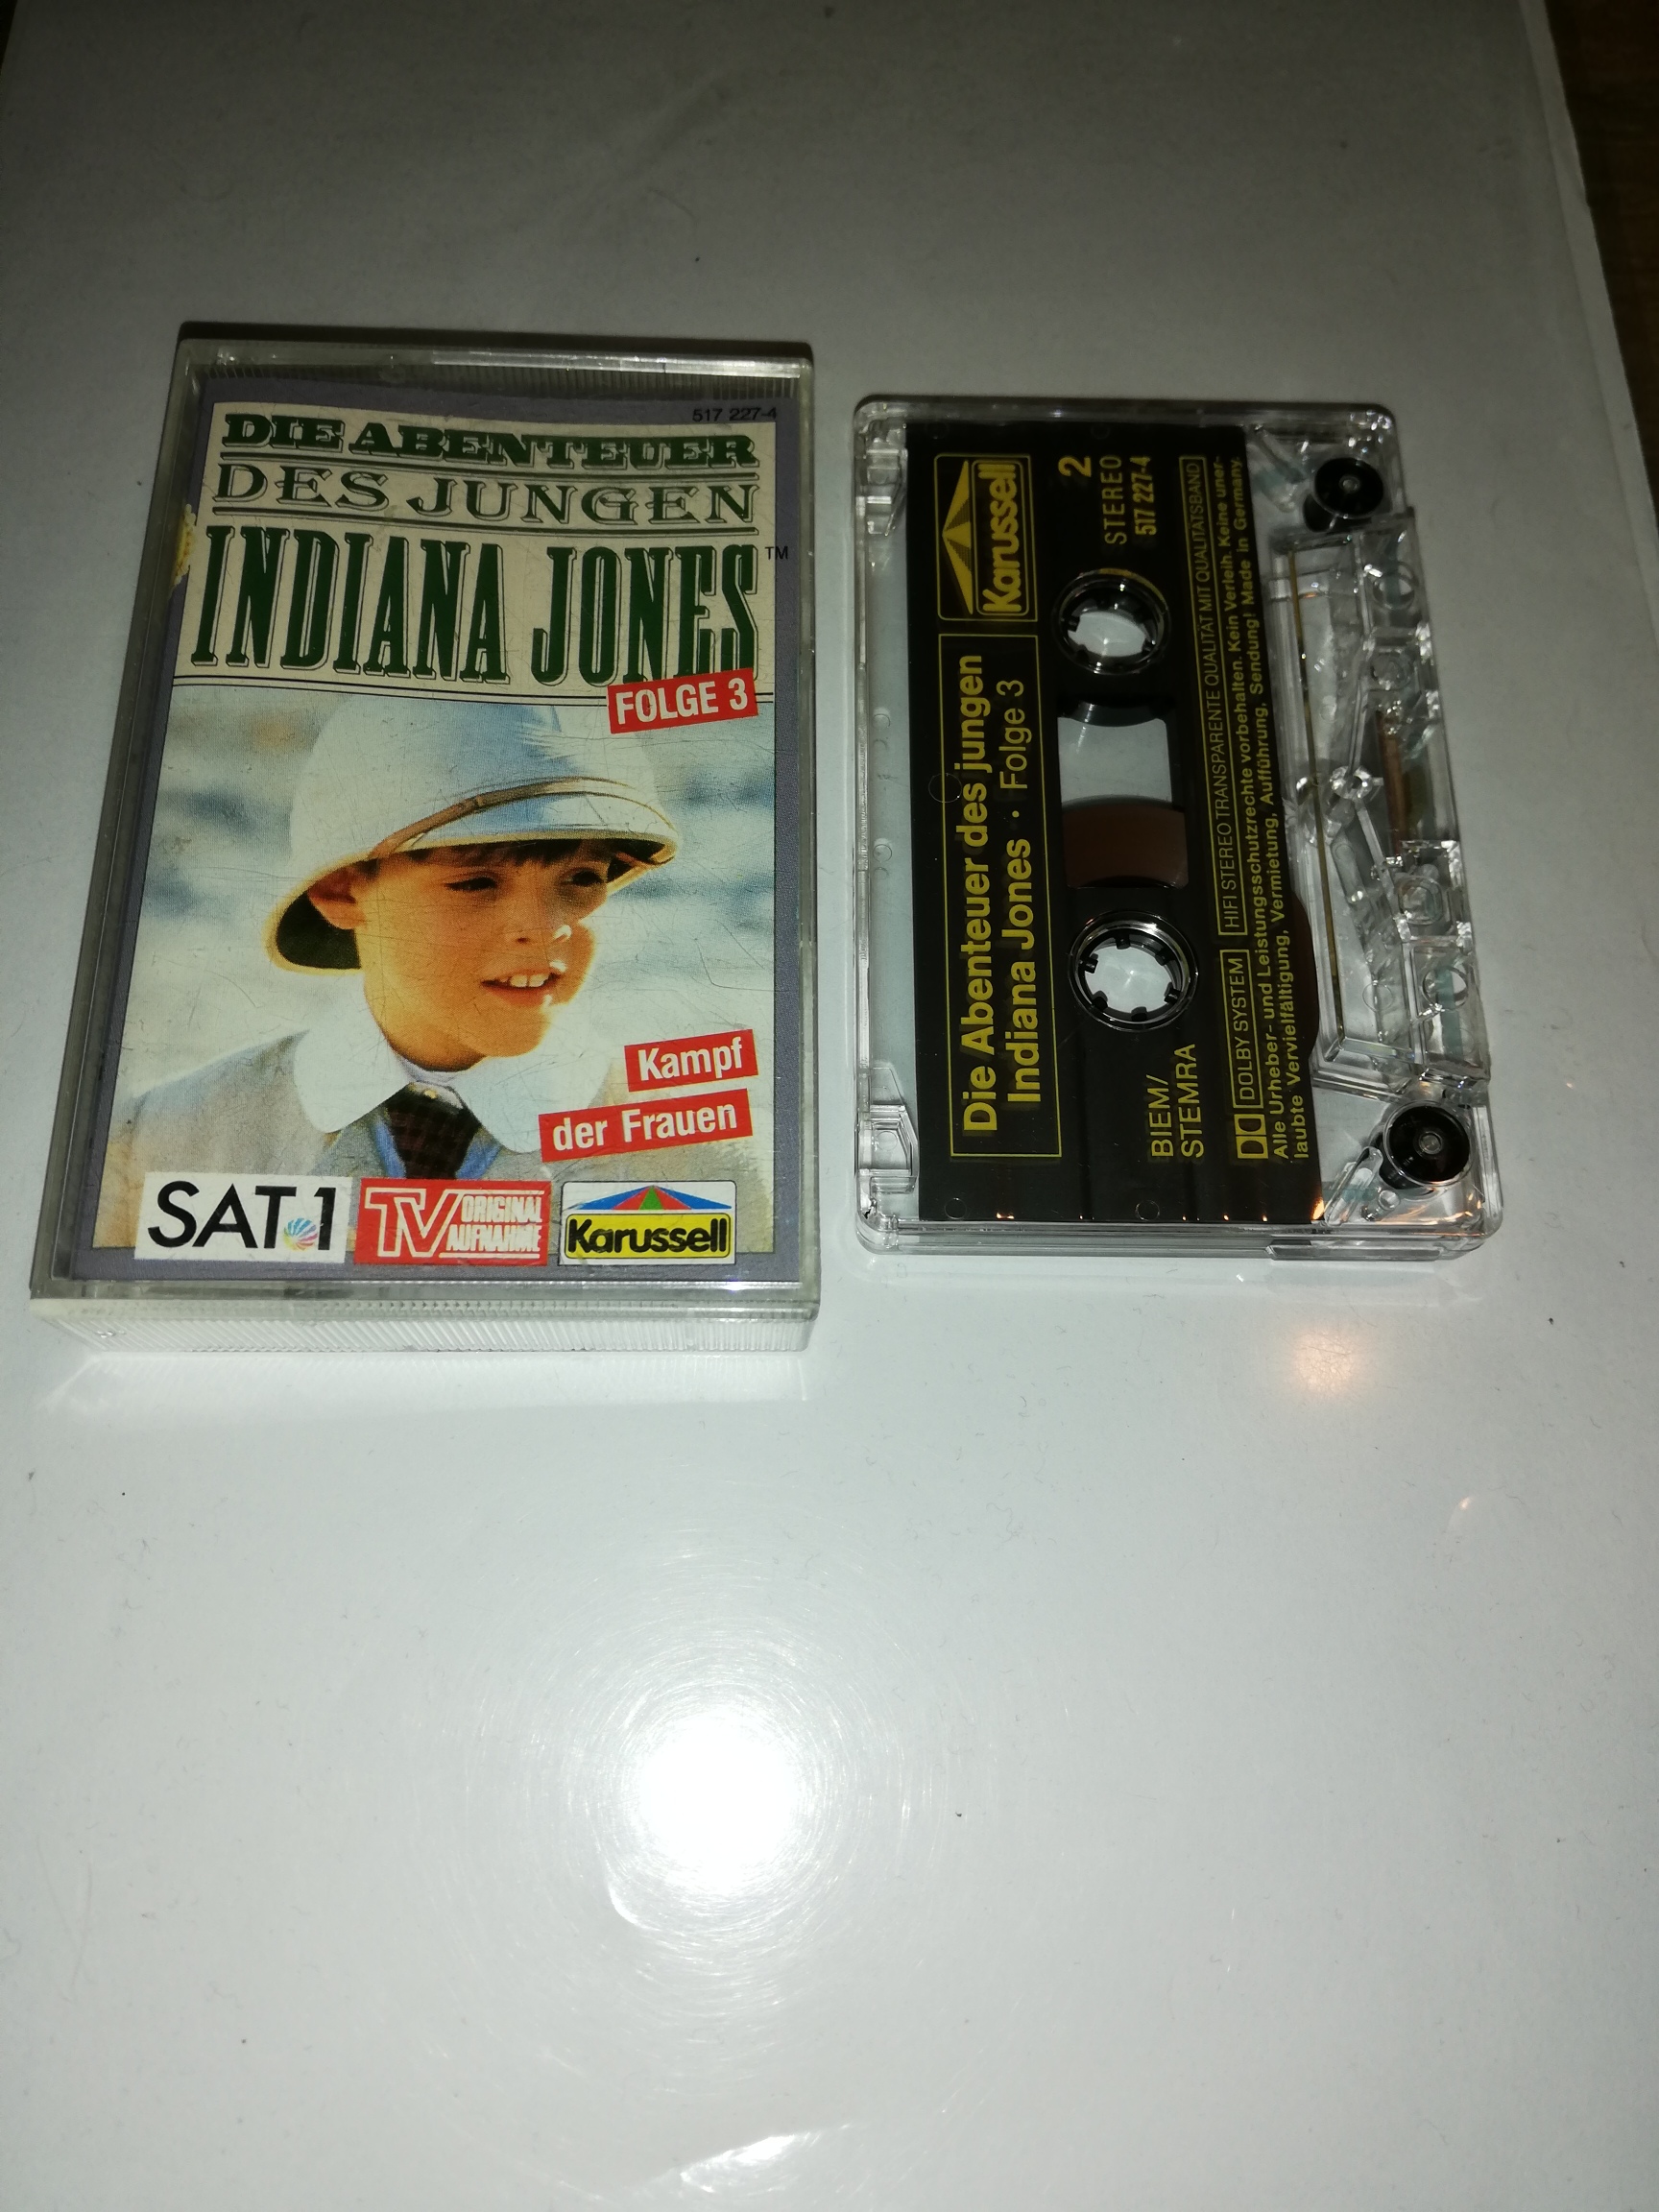 517 227-4
DIE ABENTEUER
DES JUNGEN
INDIANA JONES
TM
FOLGE 3
Kampf
der Frauen
SAT.1
TV ORIGINAL
AUFNAHME
Karussell
Karussell
2
STEREO
517 227-4
Die Abenteuer des jungen
Indiana Jones · Folge 3
BIEM/
STEMRA
DOLBY SYSTEM HIFI STEREO TRANSPARENTE QUALITÄT MIT QUALITÄTSBAND
Alle Urheber- und Leistungsschutzrechte vorbehalten. Kein Verleih. Keine uner-
laubte Vervielfältigung, Vermietung, Aufführung, Sendung! Made in Germany.